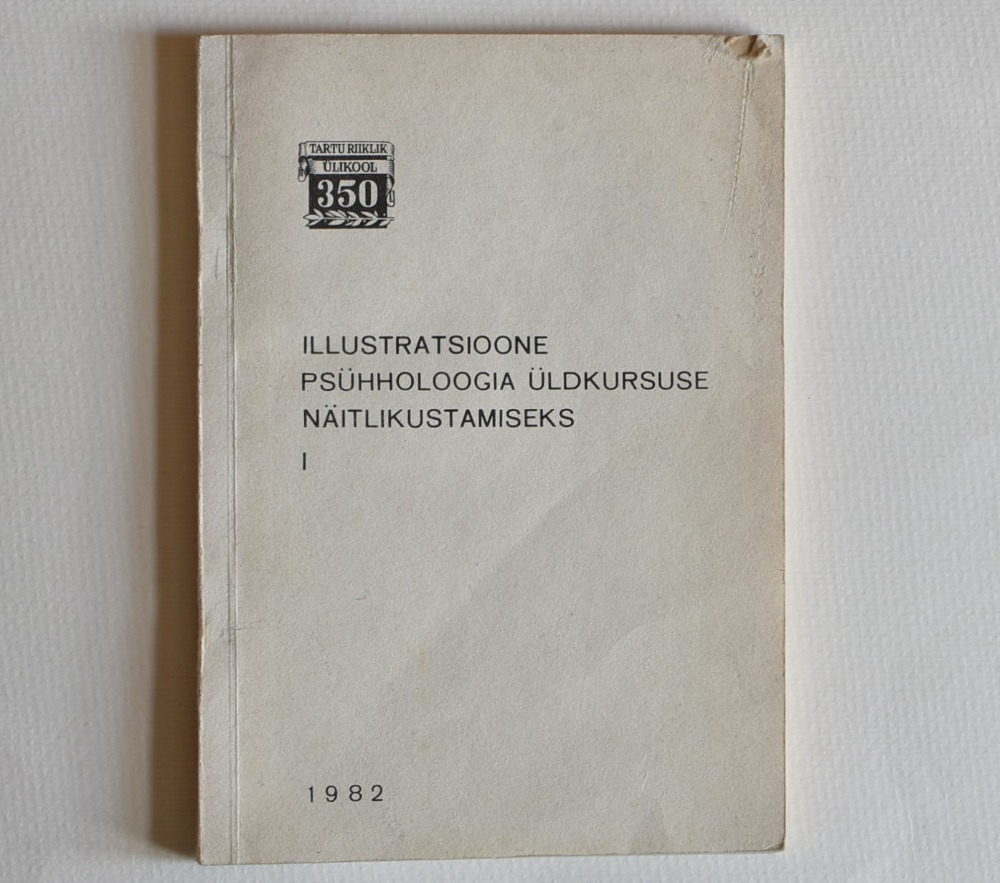 TARTU RIIKLIK
ÜLIKOOL
350
ILLUSTRATSIOONE
PSÜHHOLOOGIA ÜLDKURSUSE
NÄITLIKUSTAMISEKS
I
1982